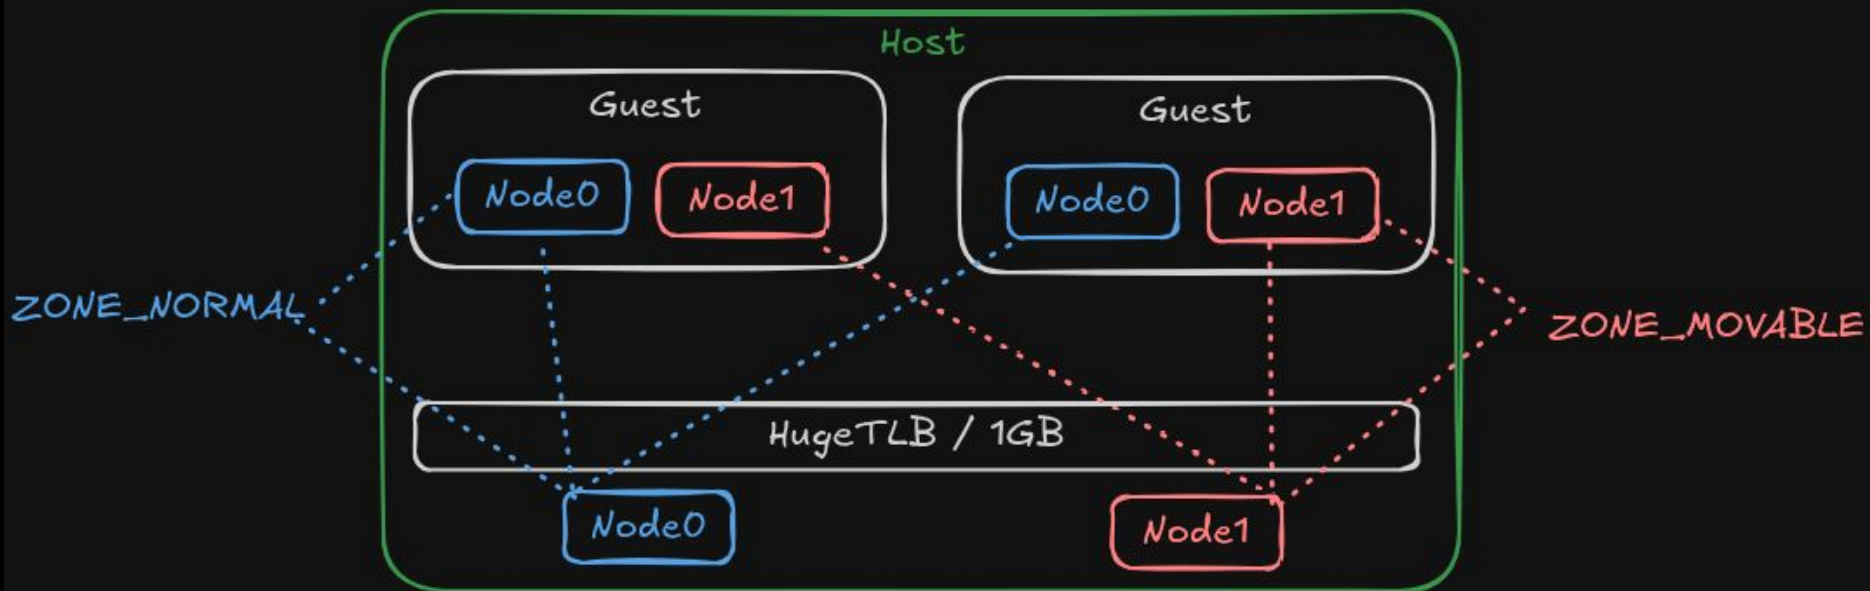 Host
Guest
Guest
Node0
Node1
Node0
Node1
ZONE_NORMAL
ZONE_MOVABLE
HugeTLB / 1GB
Node0
Node1